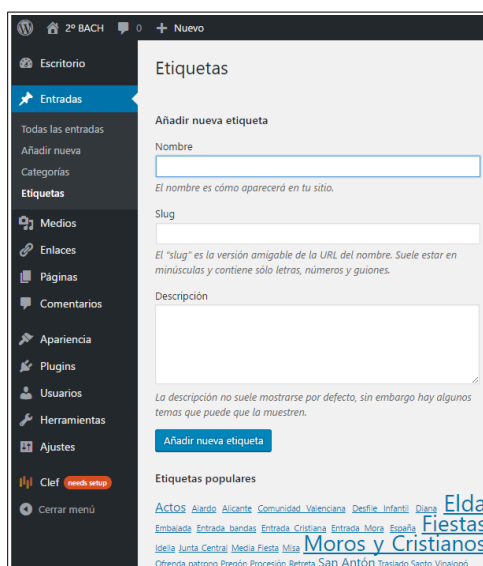 2º BACH 0 + Nuevo
Escritorio
Entradas
Todas las entradas
Añadir nueva
Categorías
Etiquetas
Medios
Enlaces
Páginas
Comentarios
Apariencia
Plugins
Usuarios
Herramientas
Ajustes
Clef needs setup
Cerrar menú
Etiquetas
Añadir nueva etiqueta
Nombre
El nombre es cómo aparecerá en tu sitio.
Slug
El "slug" es la versión amigable de la URL del nombre. Suele estar en
minúsculas y contiene sólo letras, números y guiones.
Descripción
La descripción no suele mostrarse por defecto, sin embargo hay algunos
temas que puede que la muestren.
Añadir nueva etiqueta
Etiquetas populares
Actos Alardo Alicante Comunidad Valenciana Desfile Infantil Diana Elda
Embajada Entrada bandas Entrada Cristiana Entrada Mora España Fiestas
Idella Junta Central Media Fiesta Misa Moros y Cristianos
Ofrenda patrono Pregón Procesión Retreta San Antón Traslado Santo Vinalopó